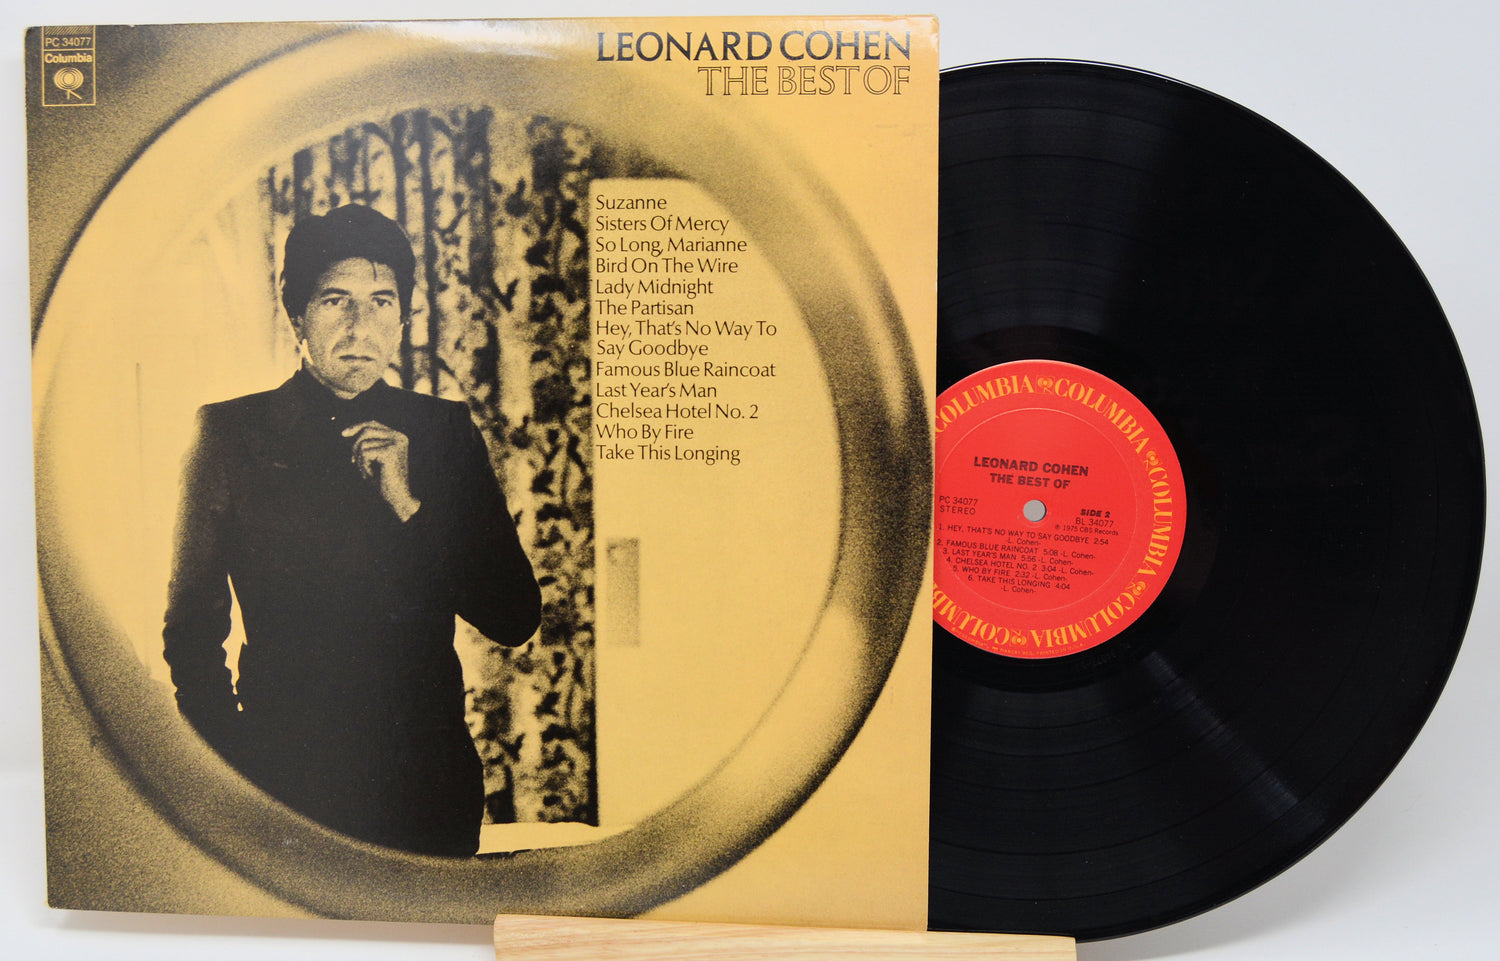 PC 34077
Columbia
LEONARD COHEN
THE BEST OF
Suzanne
Sisters Of Mercy
So Long, Marianne
Bird On The Wire
Lady Midnight
The Partisan
Hey, That's No Way To
Say Goodbye
Famous Blue Raincoat
Last Year's Man
Chelsea Hotel No. 2
Who By Fire
Take This Longing
COLUMBIA COLUMBIA COLUMBIA COLUMBIA COLUMBIA COLUMBIA
LEONARD COHEN
THE BEST OF
PC 34077
STEREO
SIDE 2
BL 34077
℗ 1975 CBS Records
1. HEY, THAT'S NO WAY TO SAY GOODBYE 2:54
-L. Cohen-
2. FAMOUS BLUE RAINCOAT 5:08 -L. Cohen-
3. LAST YEAR'S MAN 5:56 -L. Cohen-
4. CHELSEA HOTEL NO. 2 3:04 -L. Cohen-
5. WHO BY FIRE 2:32 -L. Cohen-
6. TAKE THIS LONGING 4:04
-L. Cohen-